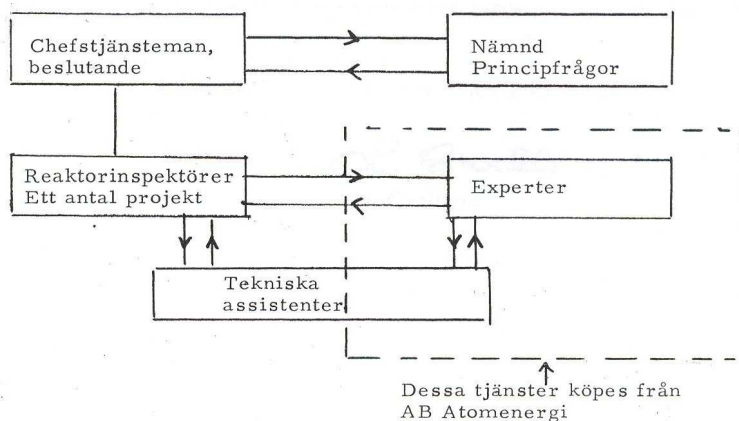 Chefstjänsteman,
beslutande
Nämnd
Principfrågor
Reaktorinspektörer
Ett antal projekt
Experter
Tekniska
assistenter
Dessa tjänster köpes från
AB Atomenergi